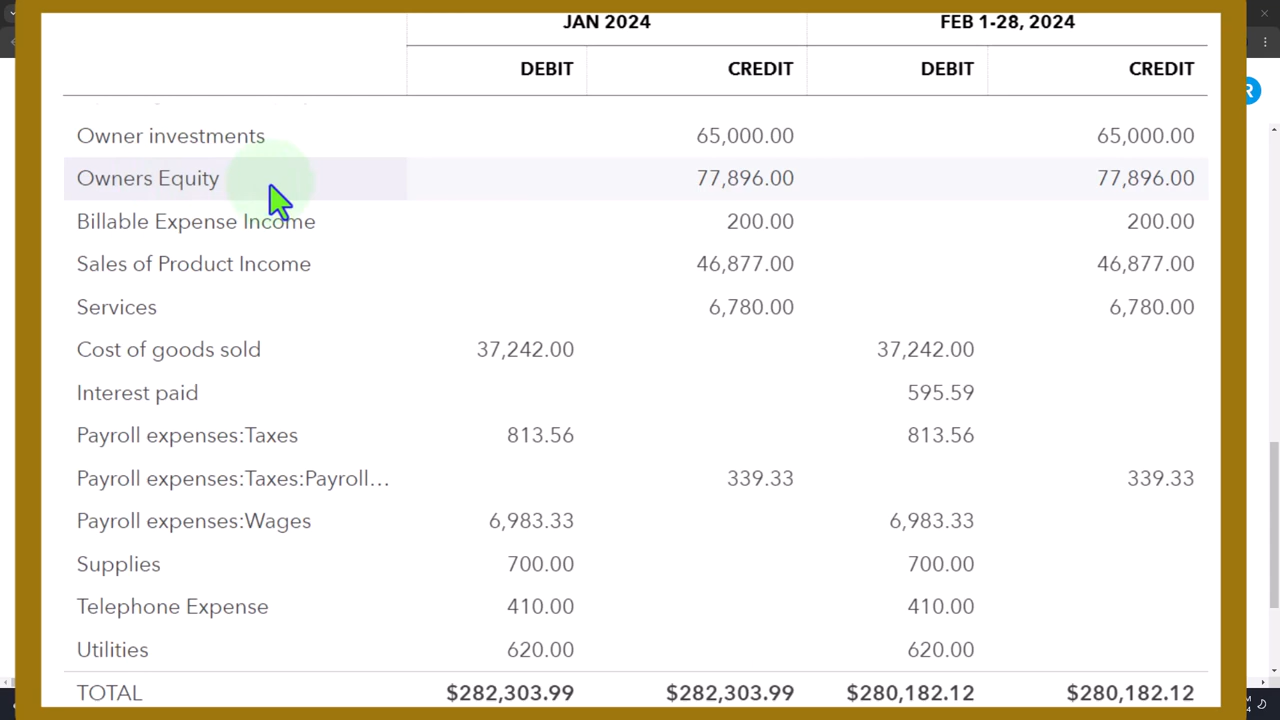 JAN 2024 FEB 1-28, 2024
DEBIT CREDIT DEBIT CREDIT
Owner investments 65,000.00 65,000.00
Owners Equity 77,896.00 77,896.00
Billable Expense Income 200.00 200.00
Sales of Product Income 46,877.00 46,877.00
Services 6,780.00 6,780.00
Cost of goods sold 37,242.00 37,242.00
Interest paid 595.59
Payroll expenses:Taxes 813.56 813.56
Payroll expenses:Taxes:Payroll... 339.33 339.33
Payroll expenses:Wages 6,983.33 6,983.33
Supplies 700.00 700.00
Telephone Expense 410.00 410.00
Utilities 620.00 620.00
TOTAL $282,303.99 $282,303.99 $280,182.12 $280,182.12